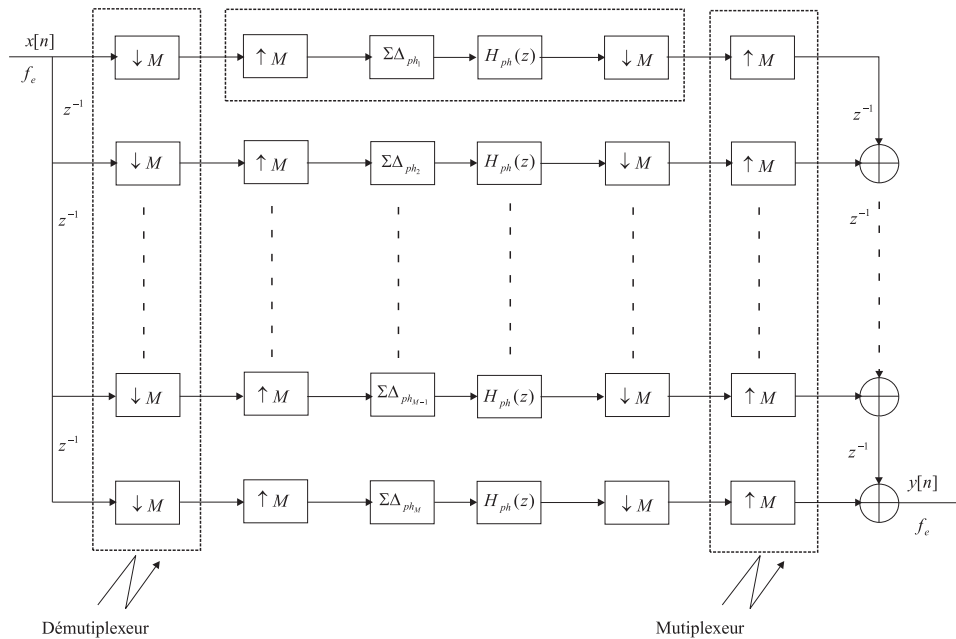 x[n]
f_e
↓ M ↑ M ΣΔ_{ph_1} H_{ph}(z) ↓ M ↑ M
z^{-1} z^{-1}
↓ M ↑ M ΣΔ_{ph_2} H_{ph}(z) ↓ M ↑ M
z^{-1} z^{-1}
↓ M ↑ M ΣΔ_{ph_{M-1}} H_{ph}(z) ↓ M ↑ M
z^{-1} z^{-1}
↓ M ↑ M ΣΔ_{ph_M} H_{ph}(z) ↓ M ↑ M
y[n]
f_e
Démutiplexeur Mutiplexeur